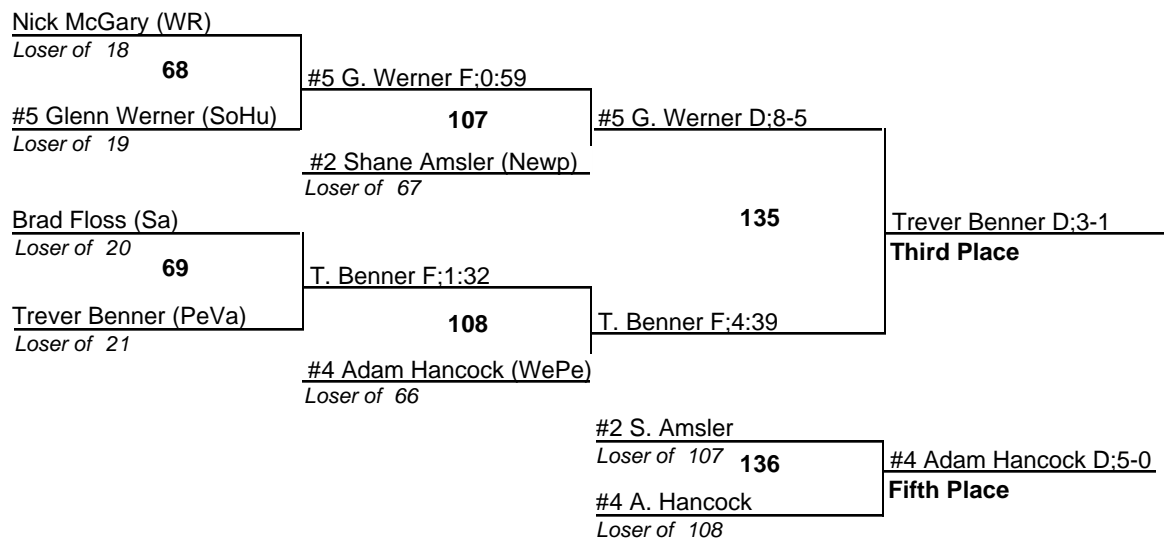 Nick McGary (WR)
Loser of 18
68
#5 G. Werner F;0:59
#5 Glenn Werner (SoHu)
Loser of 19
107
#5 G. Werner D;8-5
#2 Shane Amsler (Newp)
Loser of 67
Brad Floss (Sa)
Loser of 20
135
Trever Benner D;3-1
Third Place
69
T. Benner F;1:32
Trever Benner (PeVa)
Loser of 21
108
T. Benner F;4:39
#4 Adam Hancock (WePe)
Loser of 66
#2 S. Amsler
Loser of 107
136
#4 Adam Hancock D;5-0
Fifth Place
#4 A. Hancock
Loser of 108